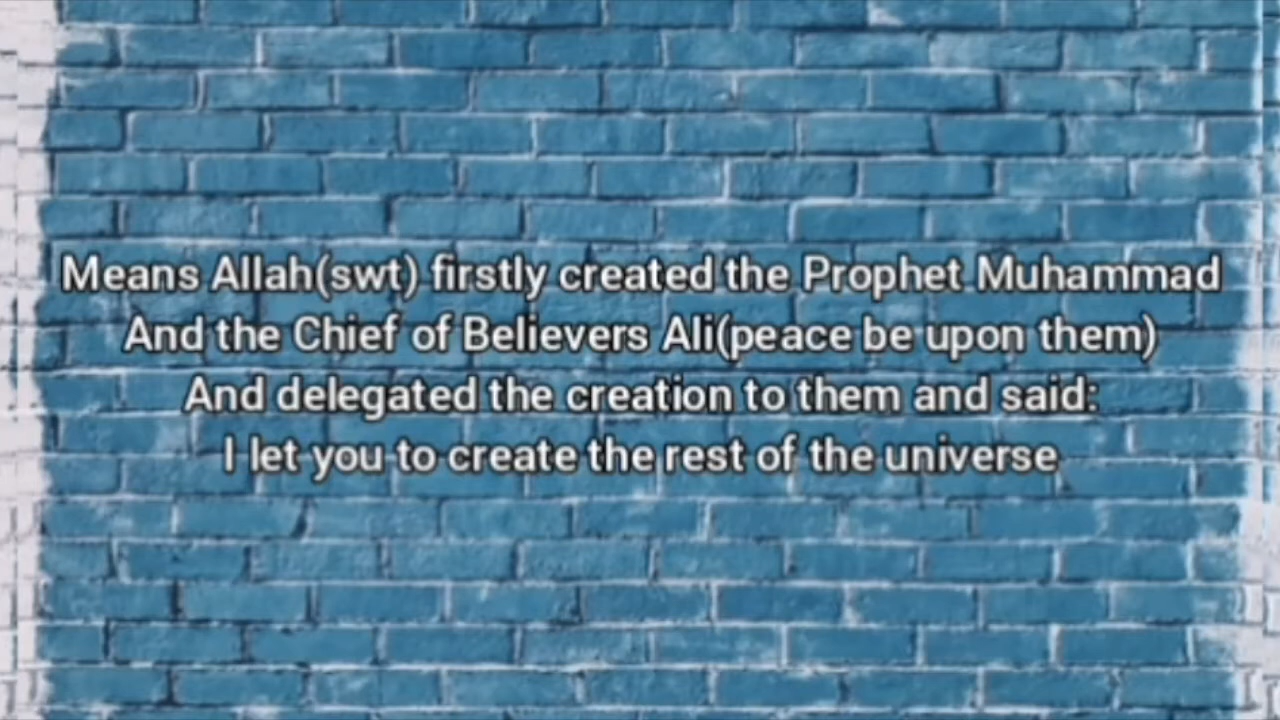 Means Allah(swt) firstly created the Prophet Muhammad
And the Chief of Believers Ali(peace be upon them)
And delegated the creation to them and said:
I let you to create the rest of the universe